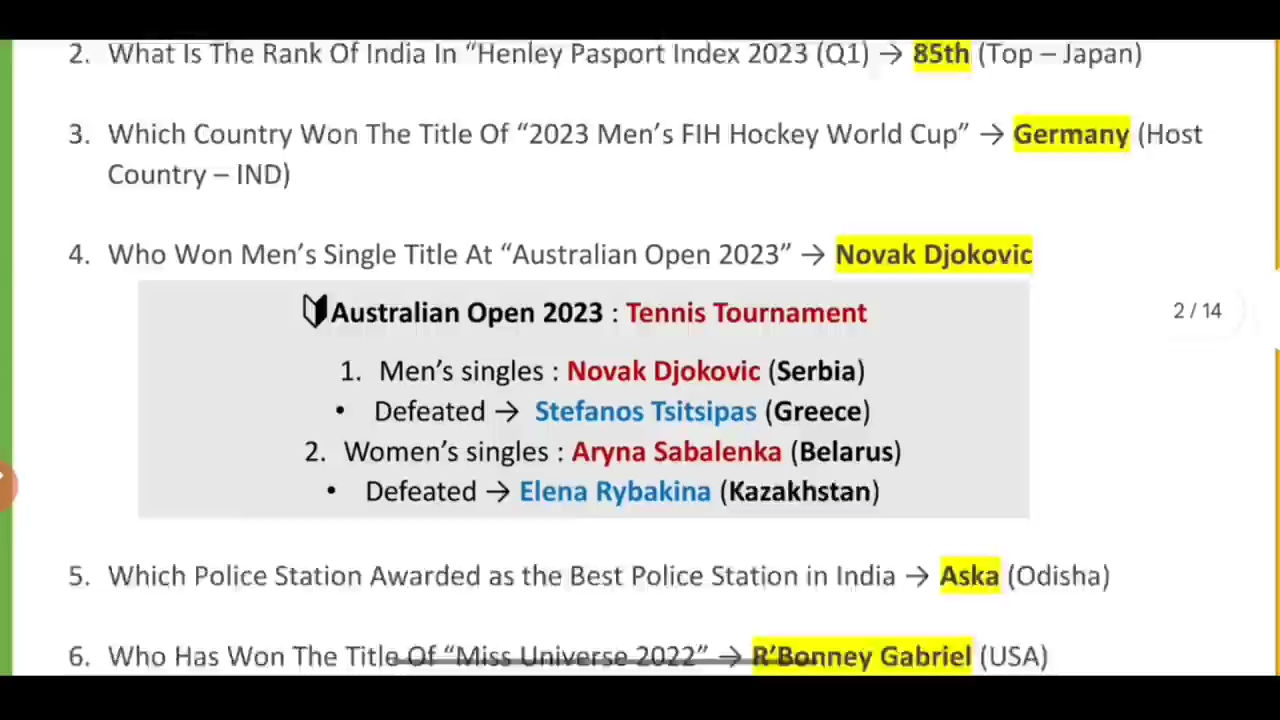 2. What Is The Rank Of India In “Henley Pasport Index 2023 (Q1) → 85th (Top – Japan)
3. Which Country Won The Title Of “2023 Men’s FIH Hockey World Cup” → Germany (Host
Country – IND)
4. Who Won Men’s Single Title At “Australian Open 2023” → Novak Djokovic
Australian Open 2023 : Tennis Tournament
2 / 14
1. Men’s singles : Novak Djokovic (Serbia)
• Defeated → Stefanos Tsitsipas (Greece)
2. Women’s singles : Aryna Sabalenka (Belarus)
• Defeated → Elena Rybakina (Kazakhstan)
5. Which Police Station Awarded as the Best Police Station in India → Aska (Odisha)
6. Who Has Won The Title Of “Miss Universe 2022” → R’Bonney Gabriel (USA)